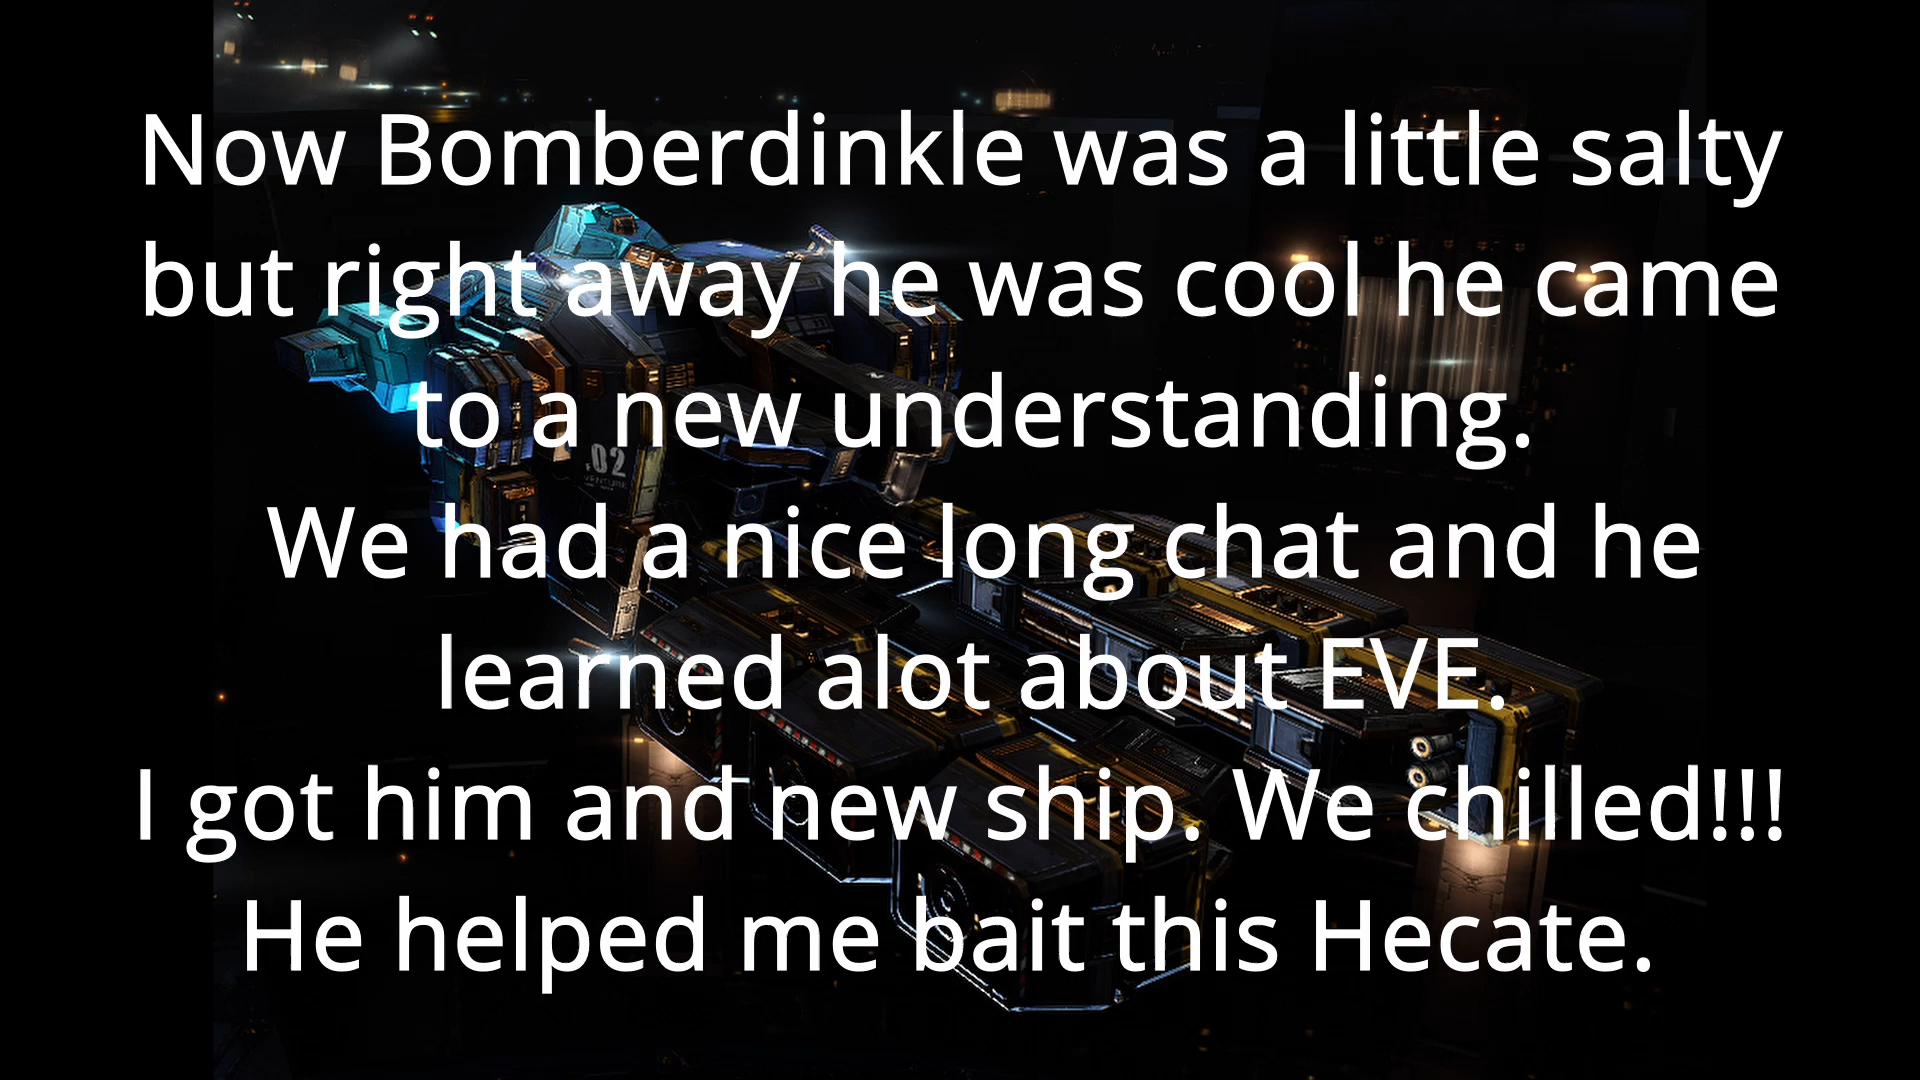 Now Bomberdinkle was a little salty
but right away he was cool he came
to a new understanding.
We had a nice long chat and he
learned alot about EVE.
I got him and new ship. We chilled!!!
He helped me bait this Hecate.
02
VENTURE